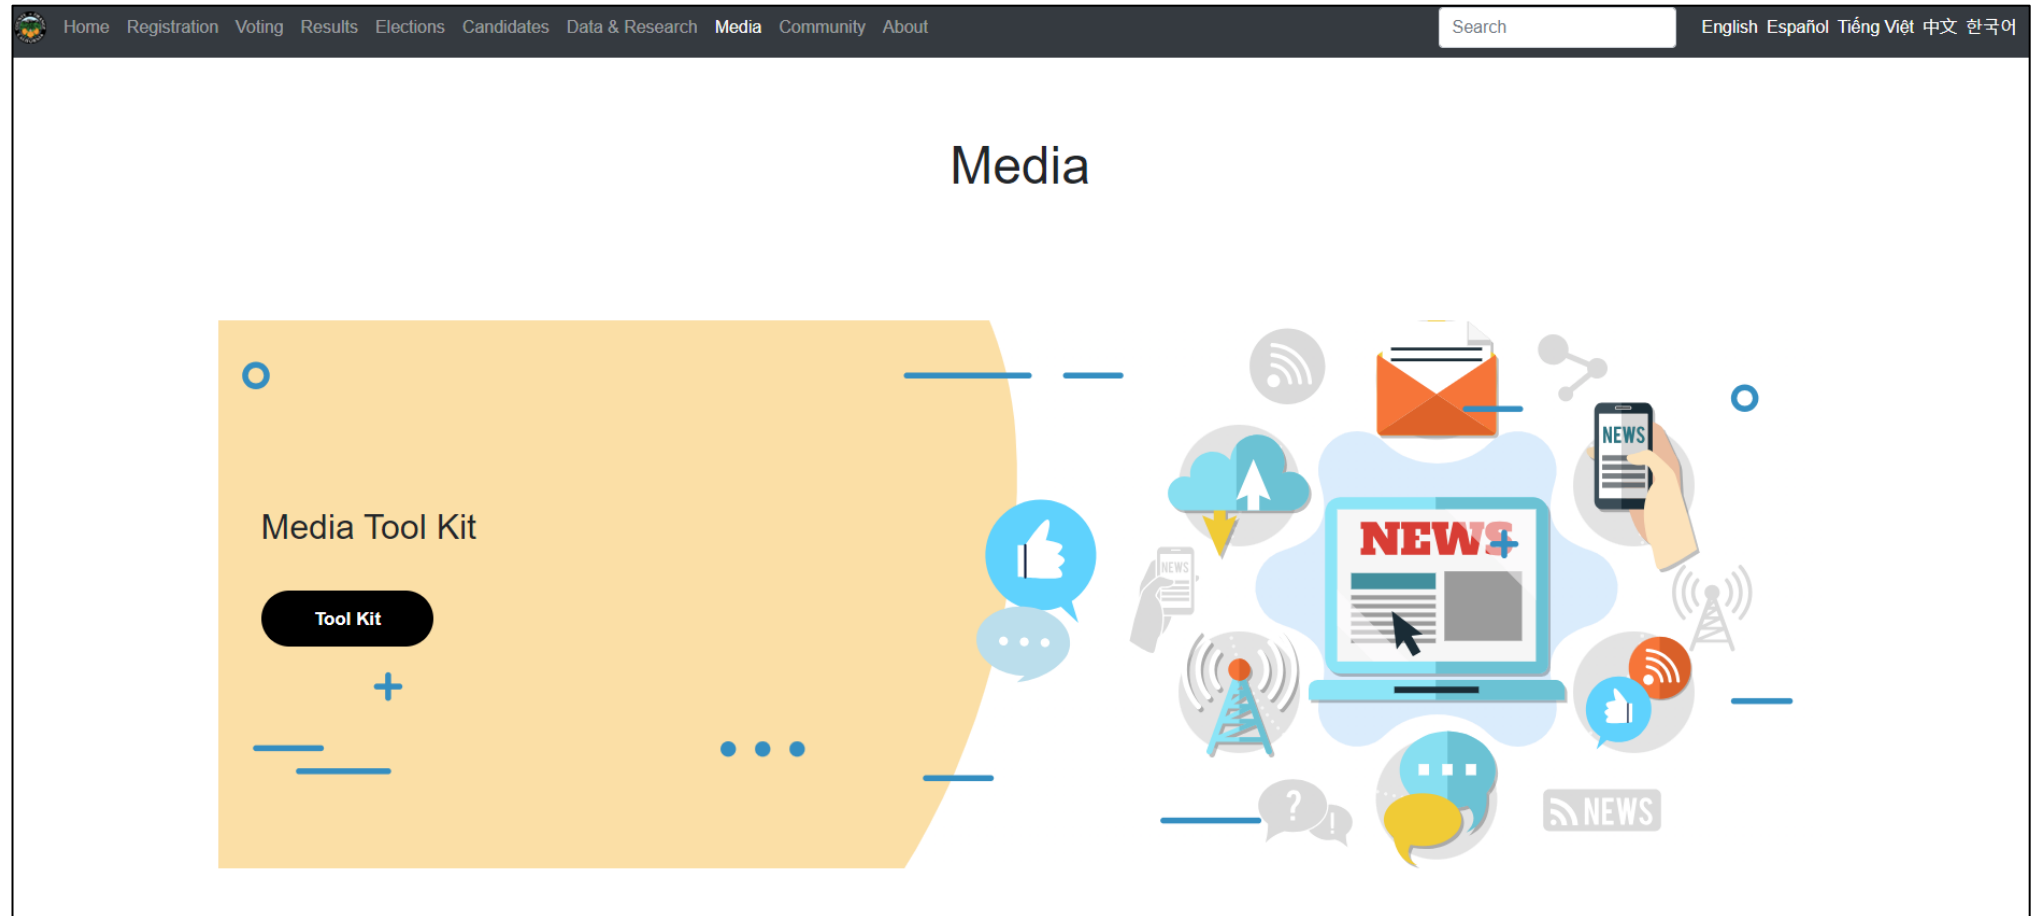 Home Registration Voting Results Elections Candidates Data & Research Media Community About Search English Español Tiếng Việt 中文 한국어
Media
NEWS
Media Tool Kit
NEWS
NEWS
Tool Kit
? !
NEWS